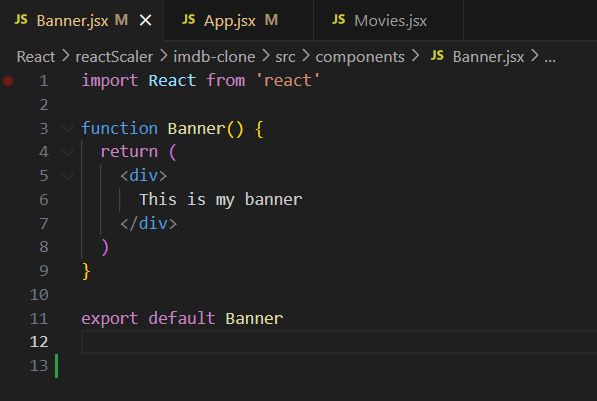 JS Banner.jsx M × JS App.jsx M JS Movies.jsx
React > reactScaler > imdb-clone > src > components > JS Banner.jsx > ...
1 import React from 'react'
2
3 function Banner() {
4 return (
5 <div>
6 This is my banner
7 </div>
8 )
9 }
10
11 export default Banner
12
13